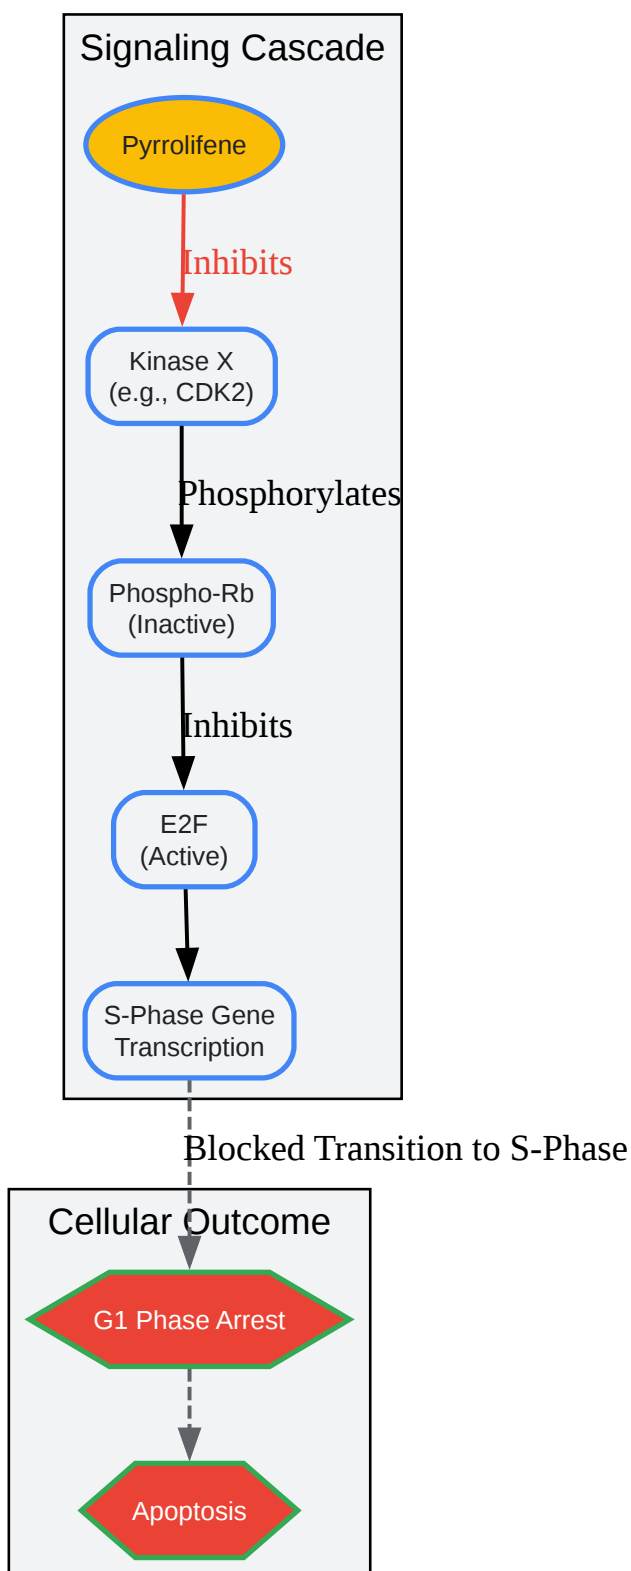 Signaling Cascade
Pyrrolifene
Inhibits
Kinase X
(e.g., CDK2)
Phosphorylates
Phospho-Rb
(Inactive)
Inhibits
E2F
(Active)
S-Phase Gene
Transcription
Blocked Transition to S-Phase
Cellular Outcome
G1 Phase Arrest
Apoptosis